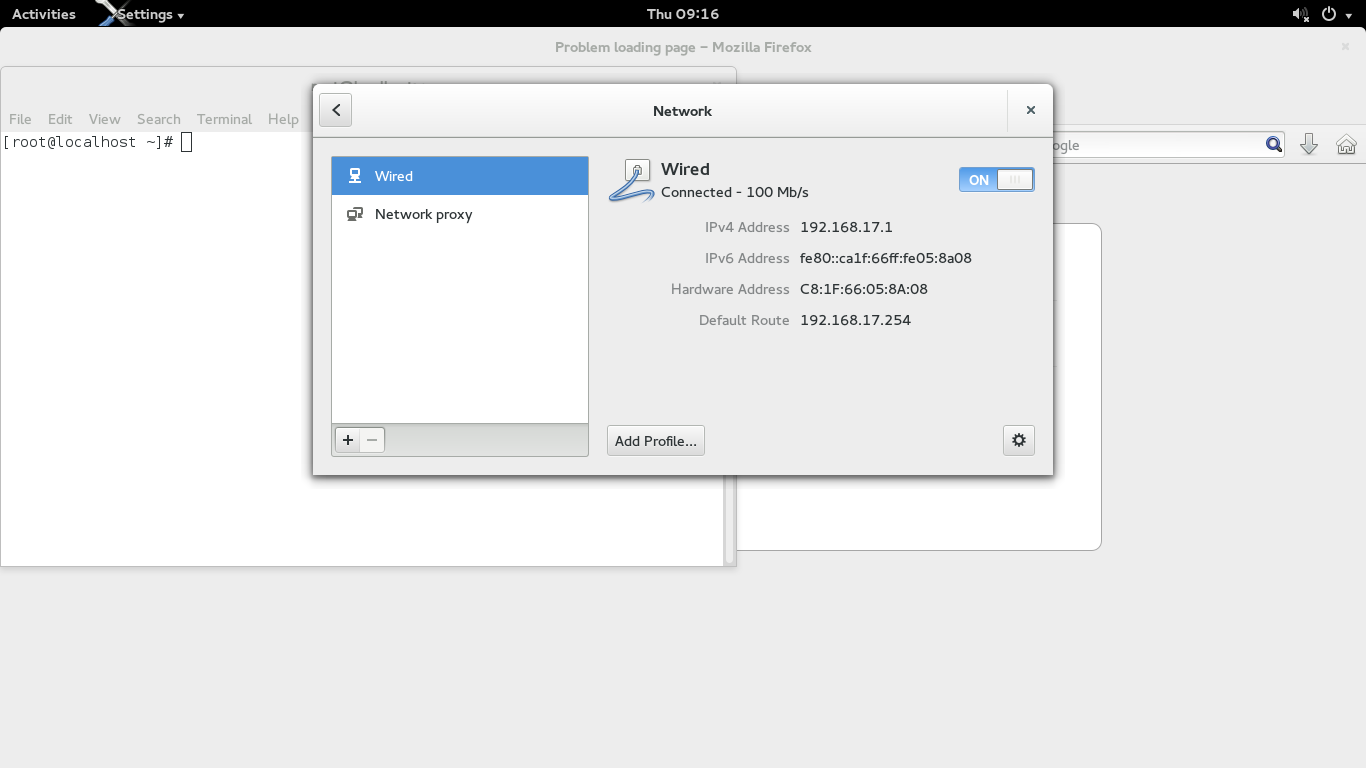 Activities Settings Thu 09:16
Problem loading page – Mozilla Firefox
File Edit View Search Terminal Help
[root@localhost ~]#
Network
Wired
Network proxy
Wired
Connected - 100 Mb/s
ON
IPv4 Address 192.168.17.1
IPv6 Address fe80::ca1f:66ff:fe05:8a08
Hardware Address C8:1F:66:05:8A:08
Default Route 192.168.17.254
Add Profile...